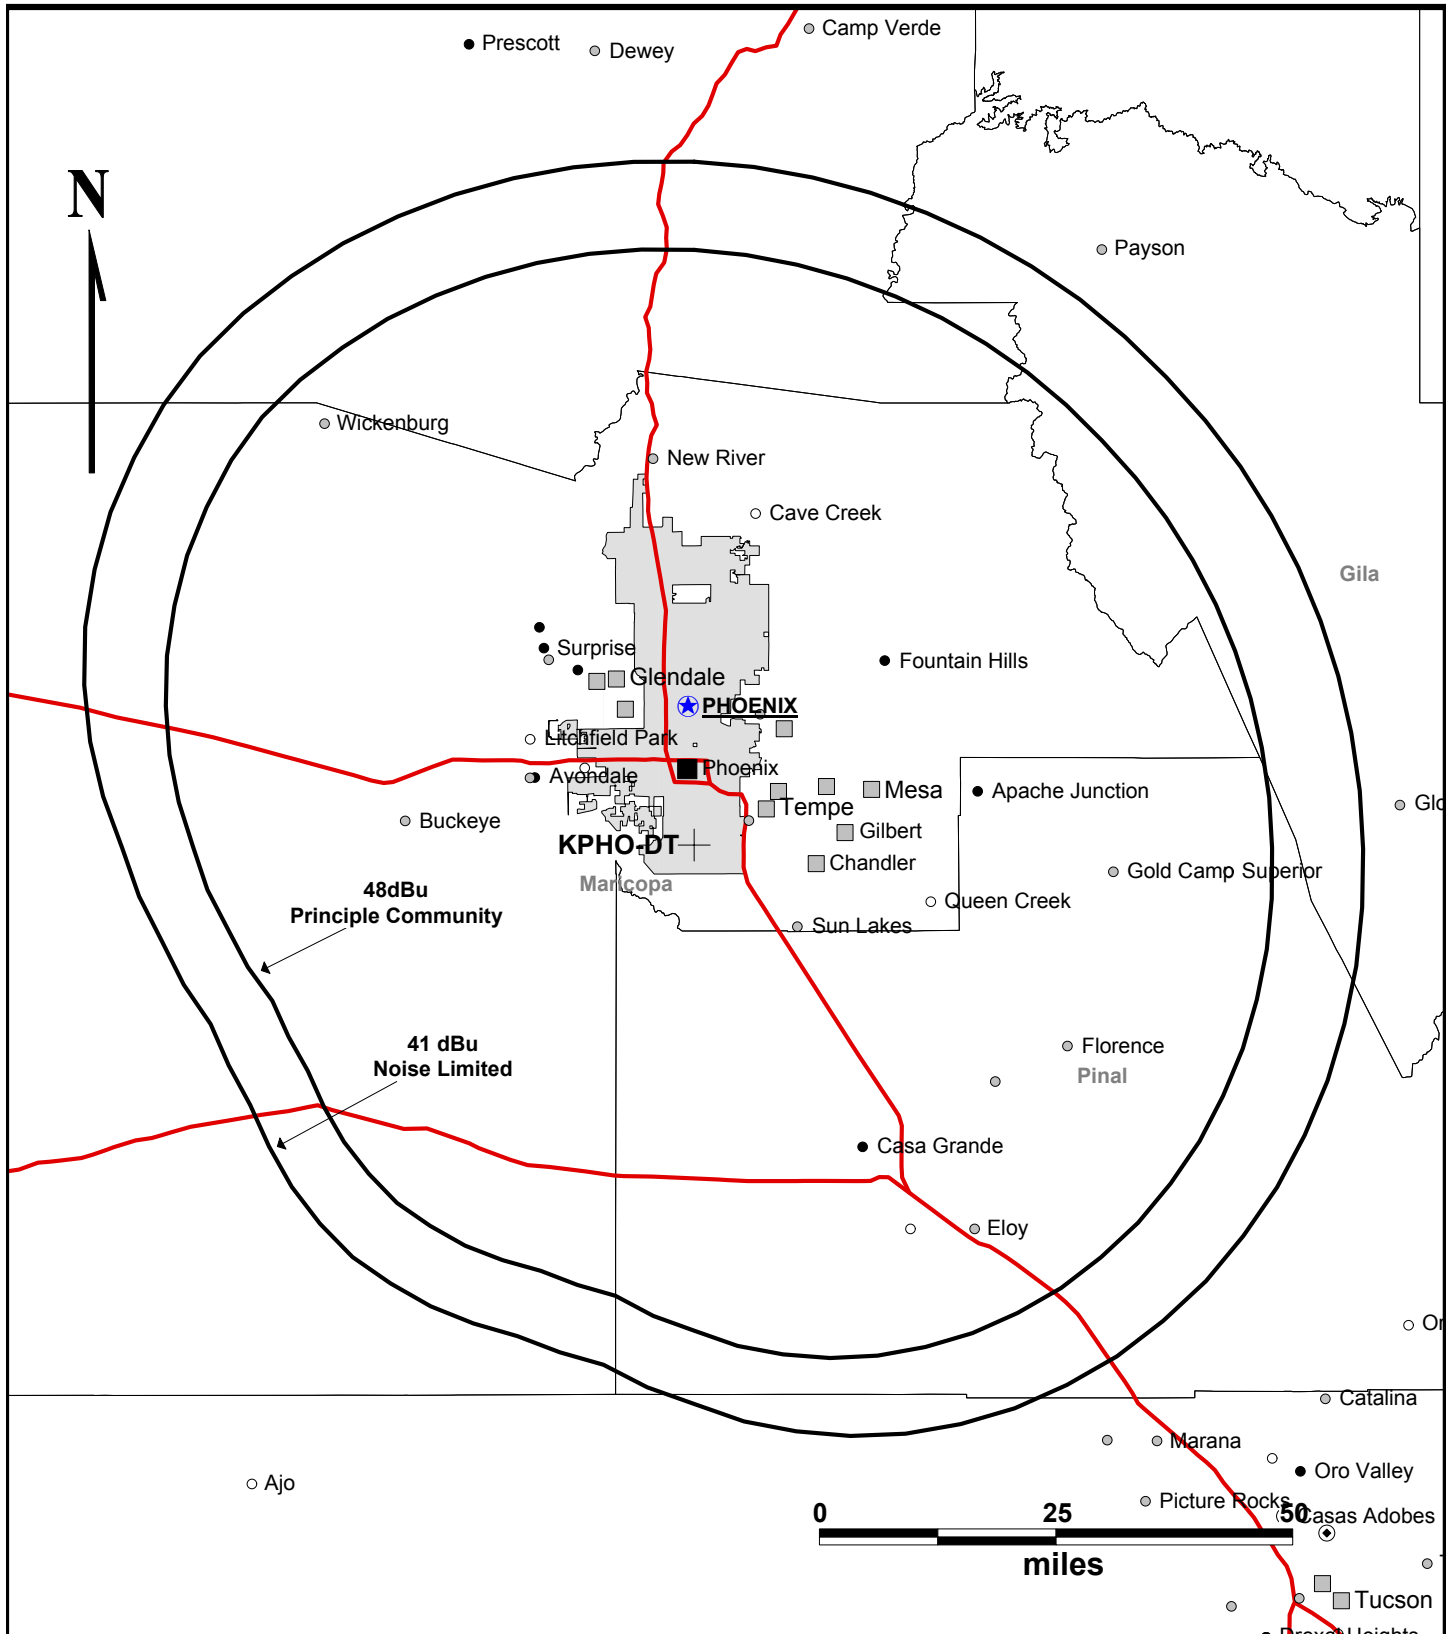 Prescott
Dewey
Camp Verde
N
Payson
Wickenburg
New River
Cave Creek
Gila
Surprise
Fountain Hills
Glendale
PHOENIX
Litchfield Park
Phoenix
Avondale
Mesa
Apache Junction
Tempe
Buckeye
Gilbert
KPHO-DT
Chandler
Gold Camp Superior
Maricopa
48dBu
Principle Community
Queen Creek
Sun Lakes
41 dBu
Noise Limited
Florence
Pinal
Casa Grande
Eloy
Catalina
Marana
Oro Valley
Ajo
Picture Rocks
0 25 50
Casas Adobes
miles
Tucson
Drexel Heights